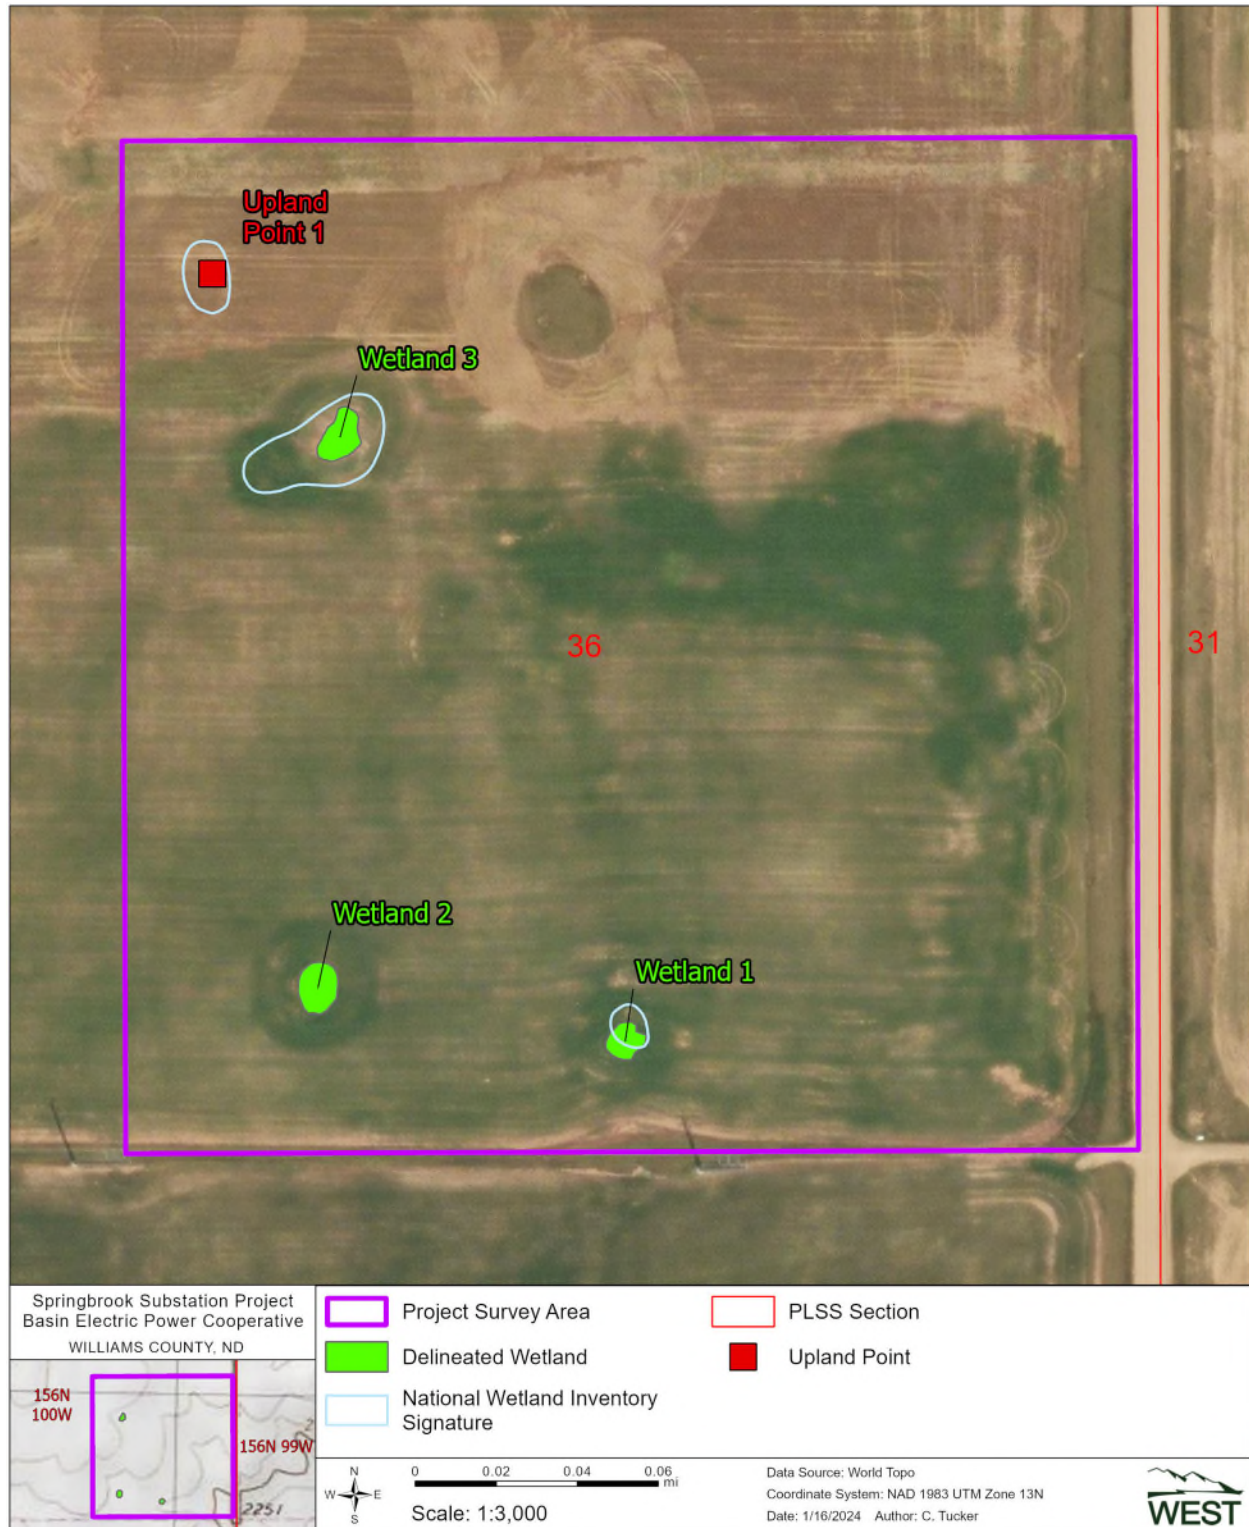 Upland
Point 1
Wetland 3
36
31
Wetland 2
Wetland 1
Springbrook Substation Project
Basin Electric Power Cooperative
WILLIAMS COUNTY, ND
156N
100W
156N 99W
2251
Project Survey Area
Delineated Wetland
National Wetland Inventory
Signature
PLSS Section
Upland Point
N
W E
S
0 0.02 0.04 0.06
mi
Scale: 1:3,000
Data Source: World Topo
Coordinate System: NAD 1983 UTM Zone 13N
Date: 1/16/2024 Author: C. Tucker
WEST